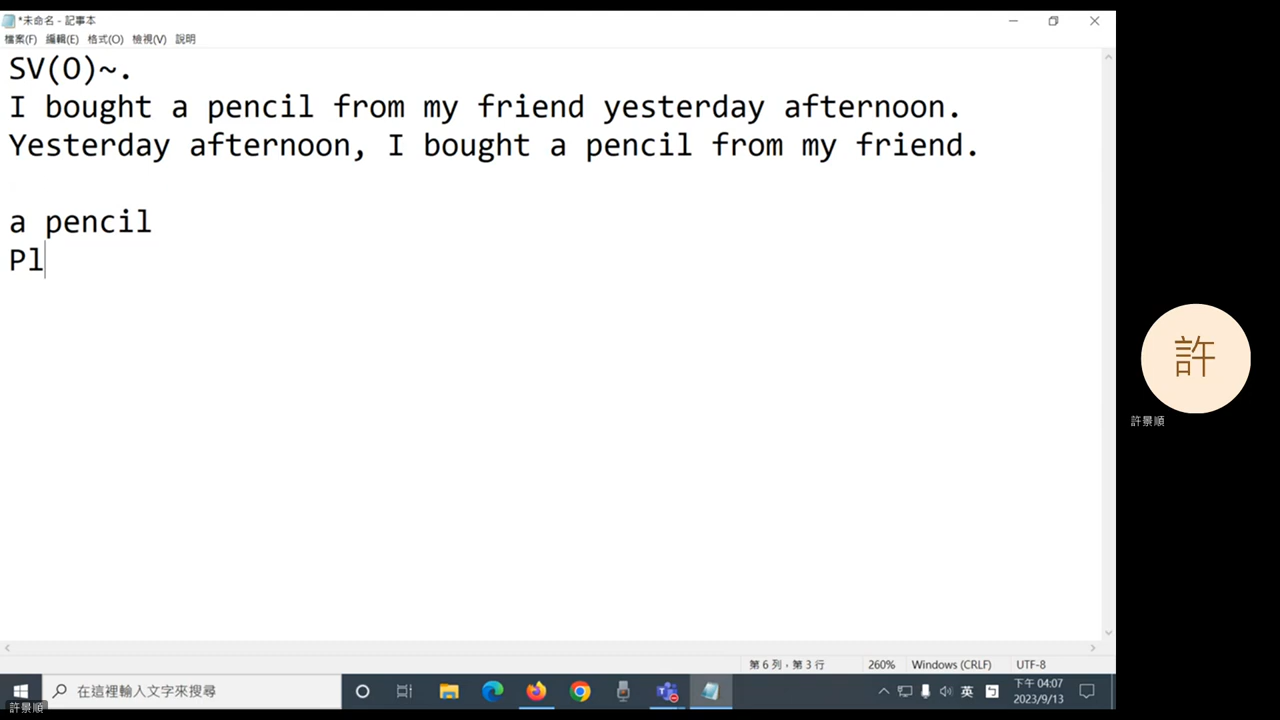 *未命名 - 記事本
檔案(F) 編輯(E) 格式(O) 檢視(V) 說明
SV(O)~.
I bought a pencil from my friend yesterday afternoon.
Yesterday afternoon, I bought a pencil from my friend.
a pencil
Pl
許
許景順
第 6 列，第 3 行 260% Windows (CRLF) UTF-8
在這裡輸入文字來搜尋
英
下午 04:07
2023/9/13
許景順